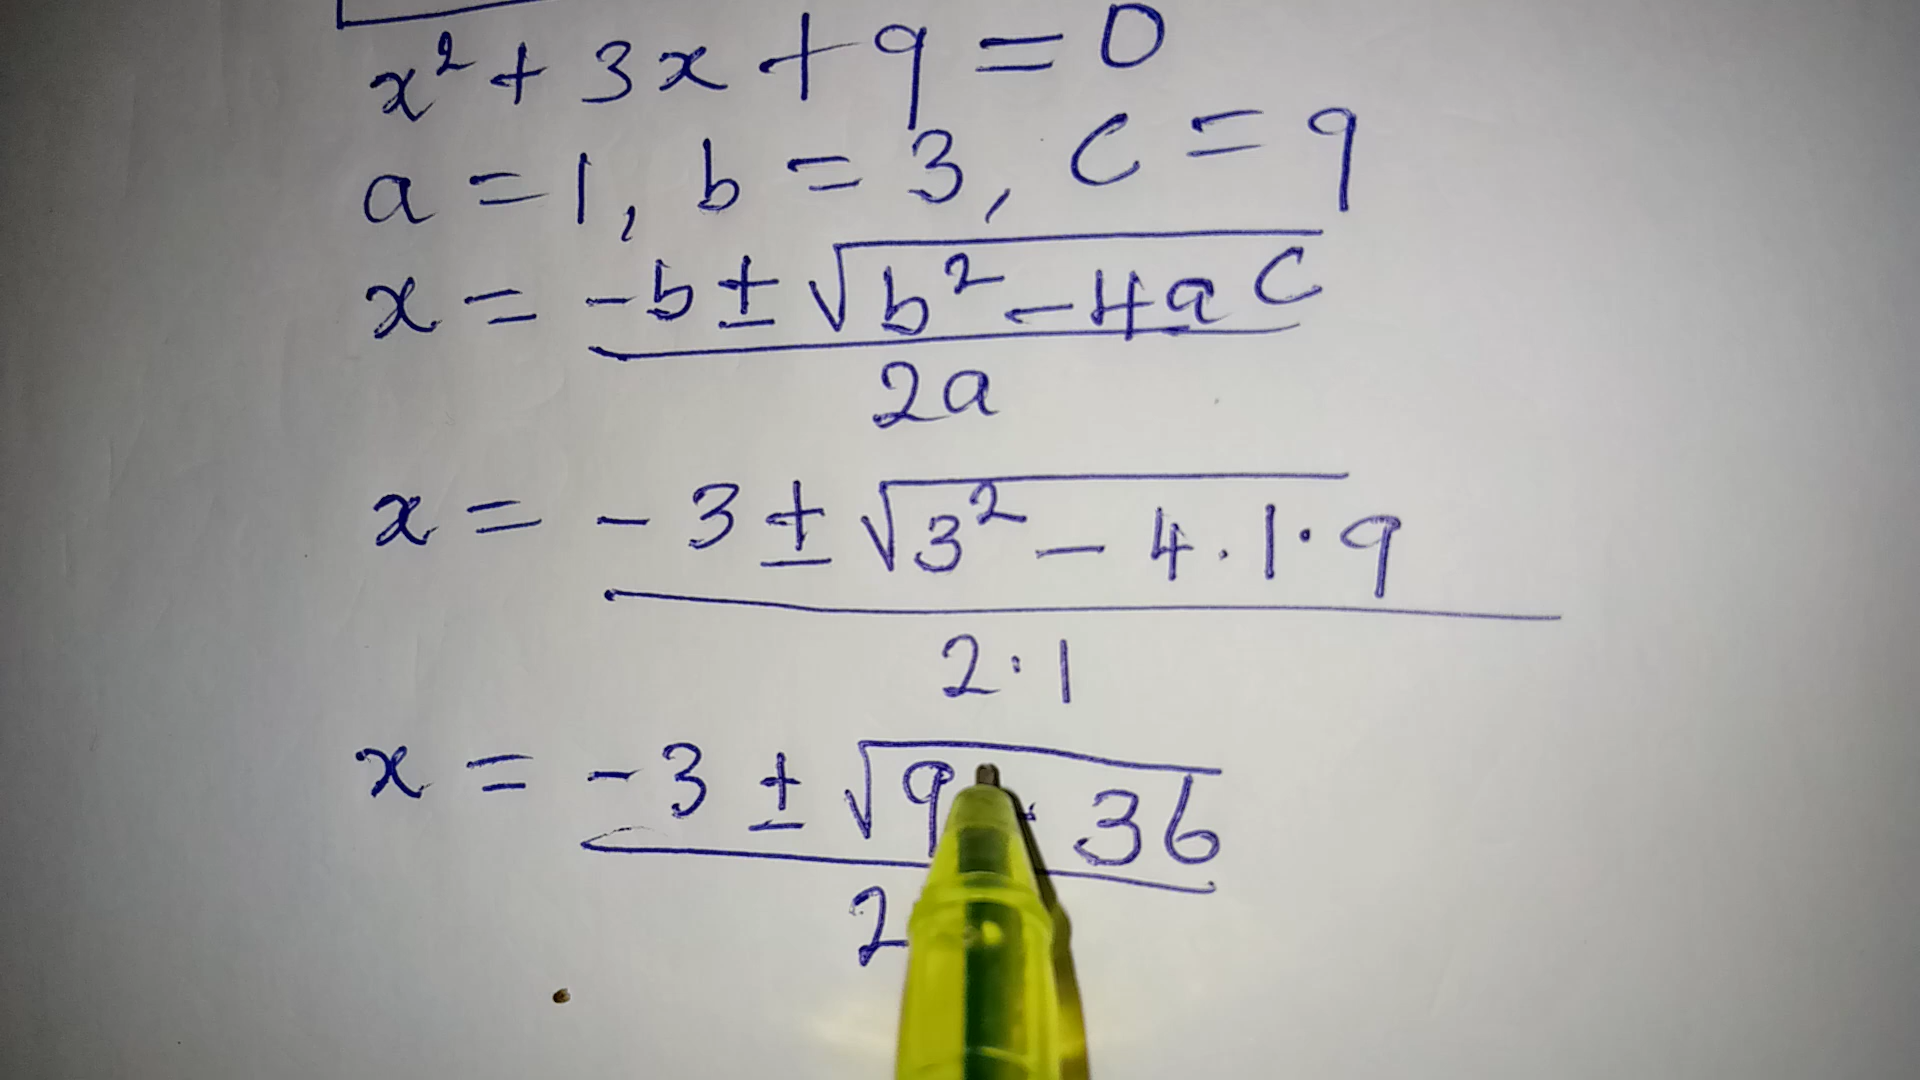 x² + 3x + 9 = 0
a = 1, b = 3, c = 9
x = -b ± √b² - 4ac
2a
x = - 3 ± √3² - 4 . 1 . 9
2 . 1
x = - 3 ± √9 - 36
2